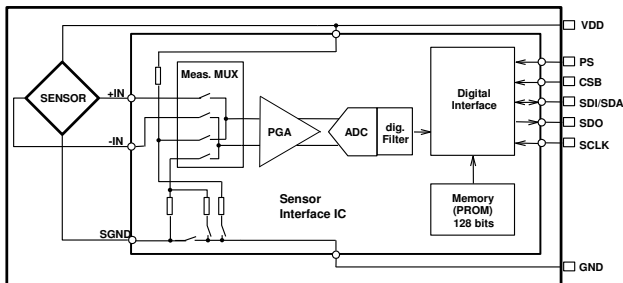 VDD
PS
CSB
SDI/SDA
SDO
SCLK
GND
SENSOR
+IN
-IN
SGND
Meas. MUX
PGA
ADC
dig.
Filter
Digital
Interface
Memory
(PROM)
128 bits
Sensor
Interface IC